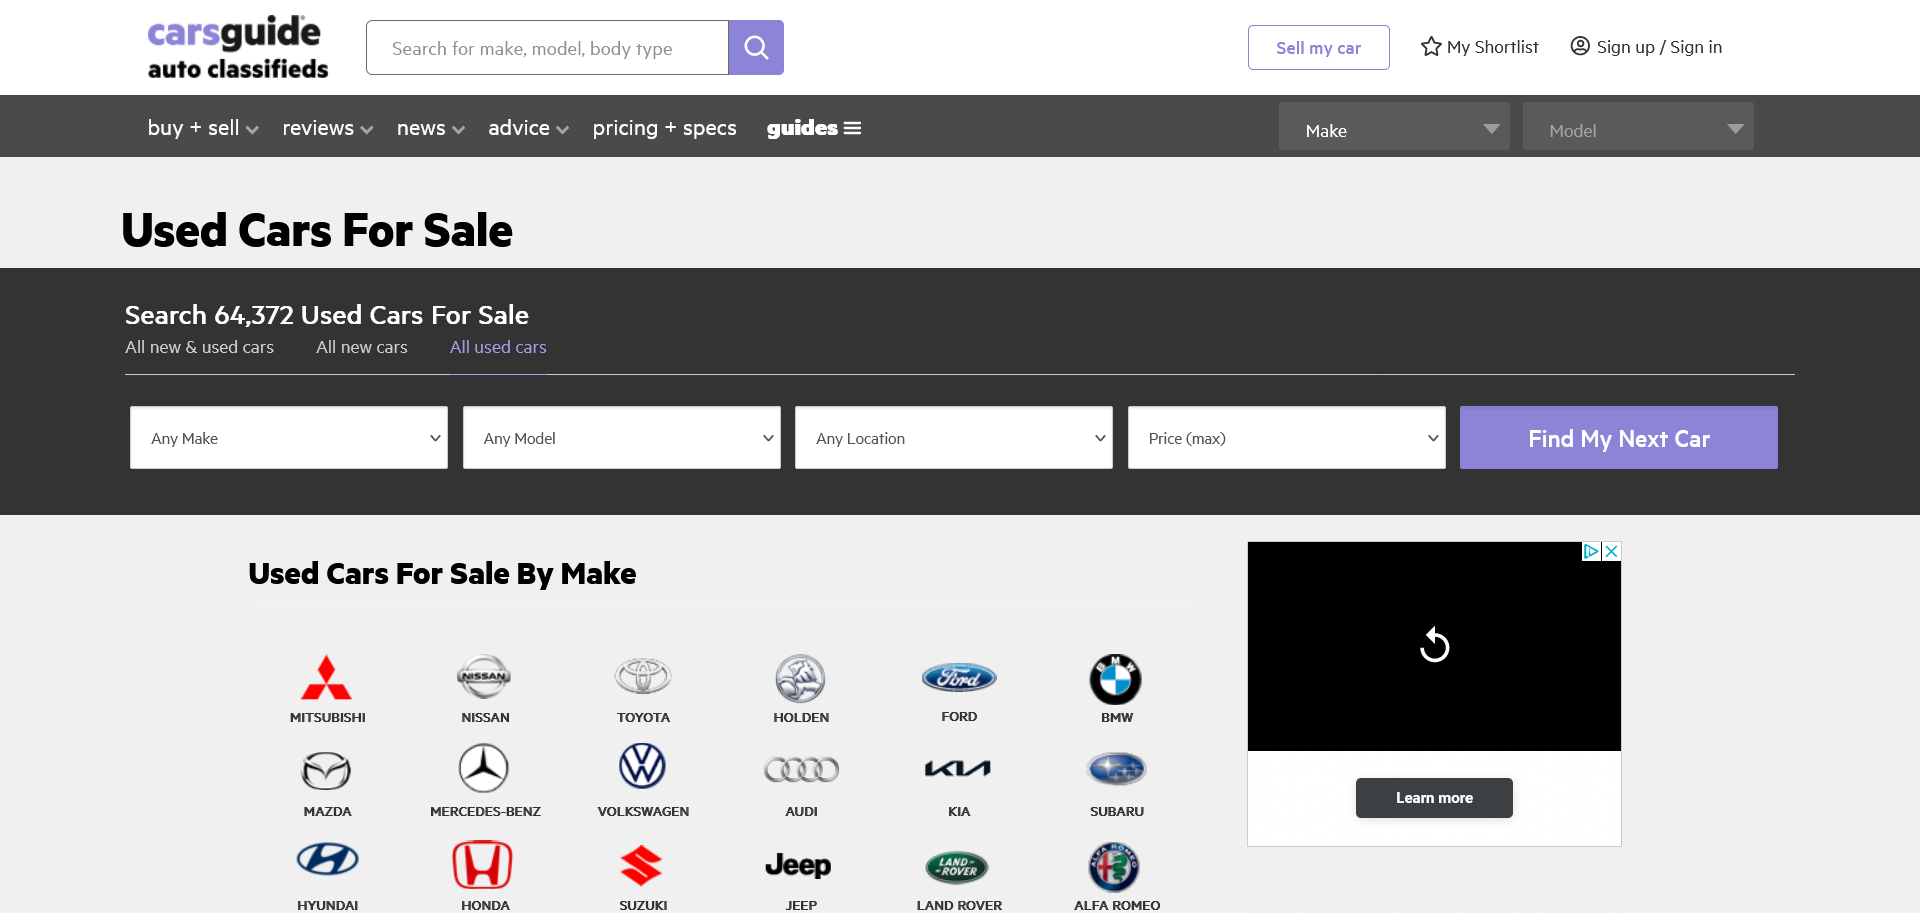 carsguide
auto classifieds
Search for make, model, body type
Sell my car
My Shortlist
Sign up / Sign in
buy + sell
reviews
news
advice
pricing + specs
guides
Make
Model
Used Cars For Sale
Search 64,372 Used Cars For Sale
All new & used cars
All new cars
All used cars
Any Make
Any Model
Any Location
Price (max)
Find My Next Car
Used Cars For Sale By Make
NISSAN
Ford
BMW
MITSUBISHI
NISSAN
TOYOTA
HOLDEN
FORD
BMW
KIA
MAZDA
MERCEDES-BENZ
VOLKSWAGEN
AUDI
KIA
SUBARU
Jeep
LAND-
-ROVER
ALFA ROMEO
HYUNDAI
HONDA
SUZUKI
JEEP
LAND ROVER
ALFA ROMEO
Learn more